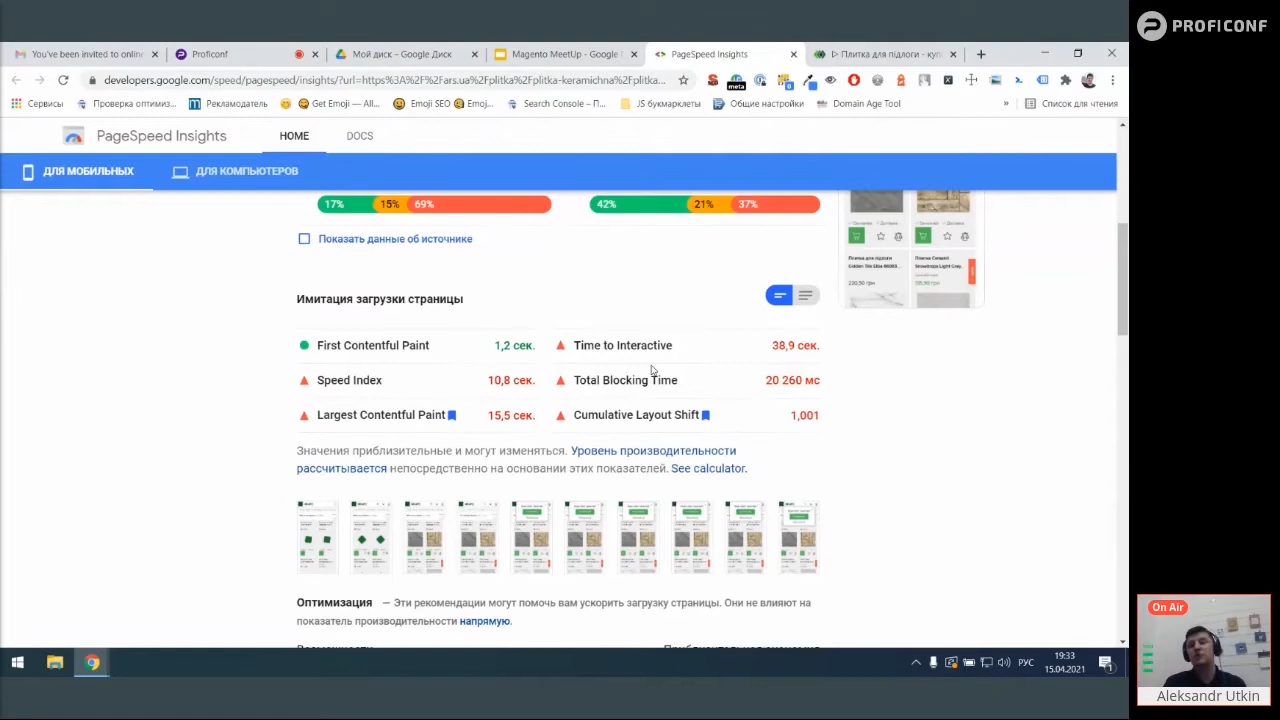 PROFICONF
You've been invited to online
Proficonf
Мой диск – Google Диск
Magento MeetUp - Google
PageSpeed Insights
Плитка для підлоги - куп
developers.google.com/speed/pagespeed/insights/?url=https%3A%2F%2Fars.ua%2Fplitka%2Fplitka-keramichna%2Fplitka...
meta
Сервисы
Проверка оптимиз...
Рекламодатель
Get Emoji — All...
Emoji SEO
Emoj...
Search Console – П...
JS букмарклеты
Общие настройки
Domain Age Tool
»
Список для чтения
PageSpeed Insights
HOME
DOCS
ДЛЯ МОБИЛЬНЫХ
ДЛЯ КОМПЬЮТЕРОВ
17% 15% 69%
42% 21% 37%
Показать данные об источнике
Имитация загрузки страницы
First Contentful Paint 1,2 сек.
Time to Interactive 38,9 сек.
Speed Index 10,8 сек.
Total Blocking Time 20 260 мс
Largest Contentful Paint 15,5 сек.
Cumulative Layout Shift 1,001
Значения приблизительные и могут изменяться. Уровень производительности
рассчитывается непосредственно на основании этих показателей. See calculator.
Оптимизация — Эти рекомендации могут помочь вам ускорить загрузку страницы. Они не влияют на
показатель производительности напрямую.
РУС
19:33
15.04.2021
1
On Air
Aleksandr Utkin